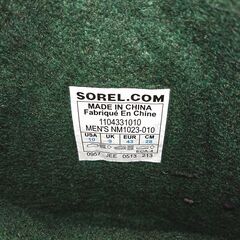 SOREL.COM
MADE IN CHINA
Fabriqué En Chine
1104331010
MEN'S NM1023-010
USA UK EUR CM
10 9 43 28
0957 JEE 0513 213